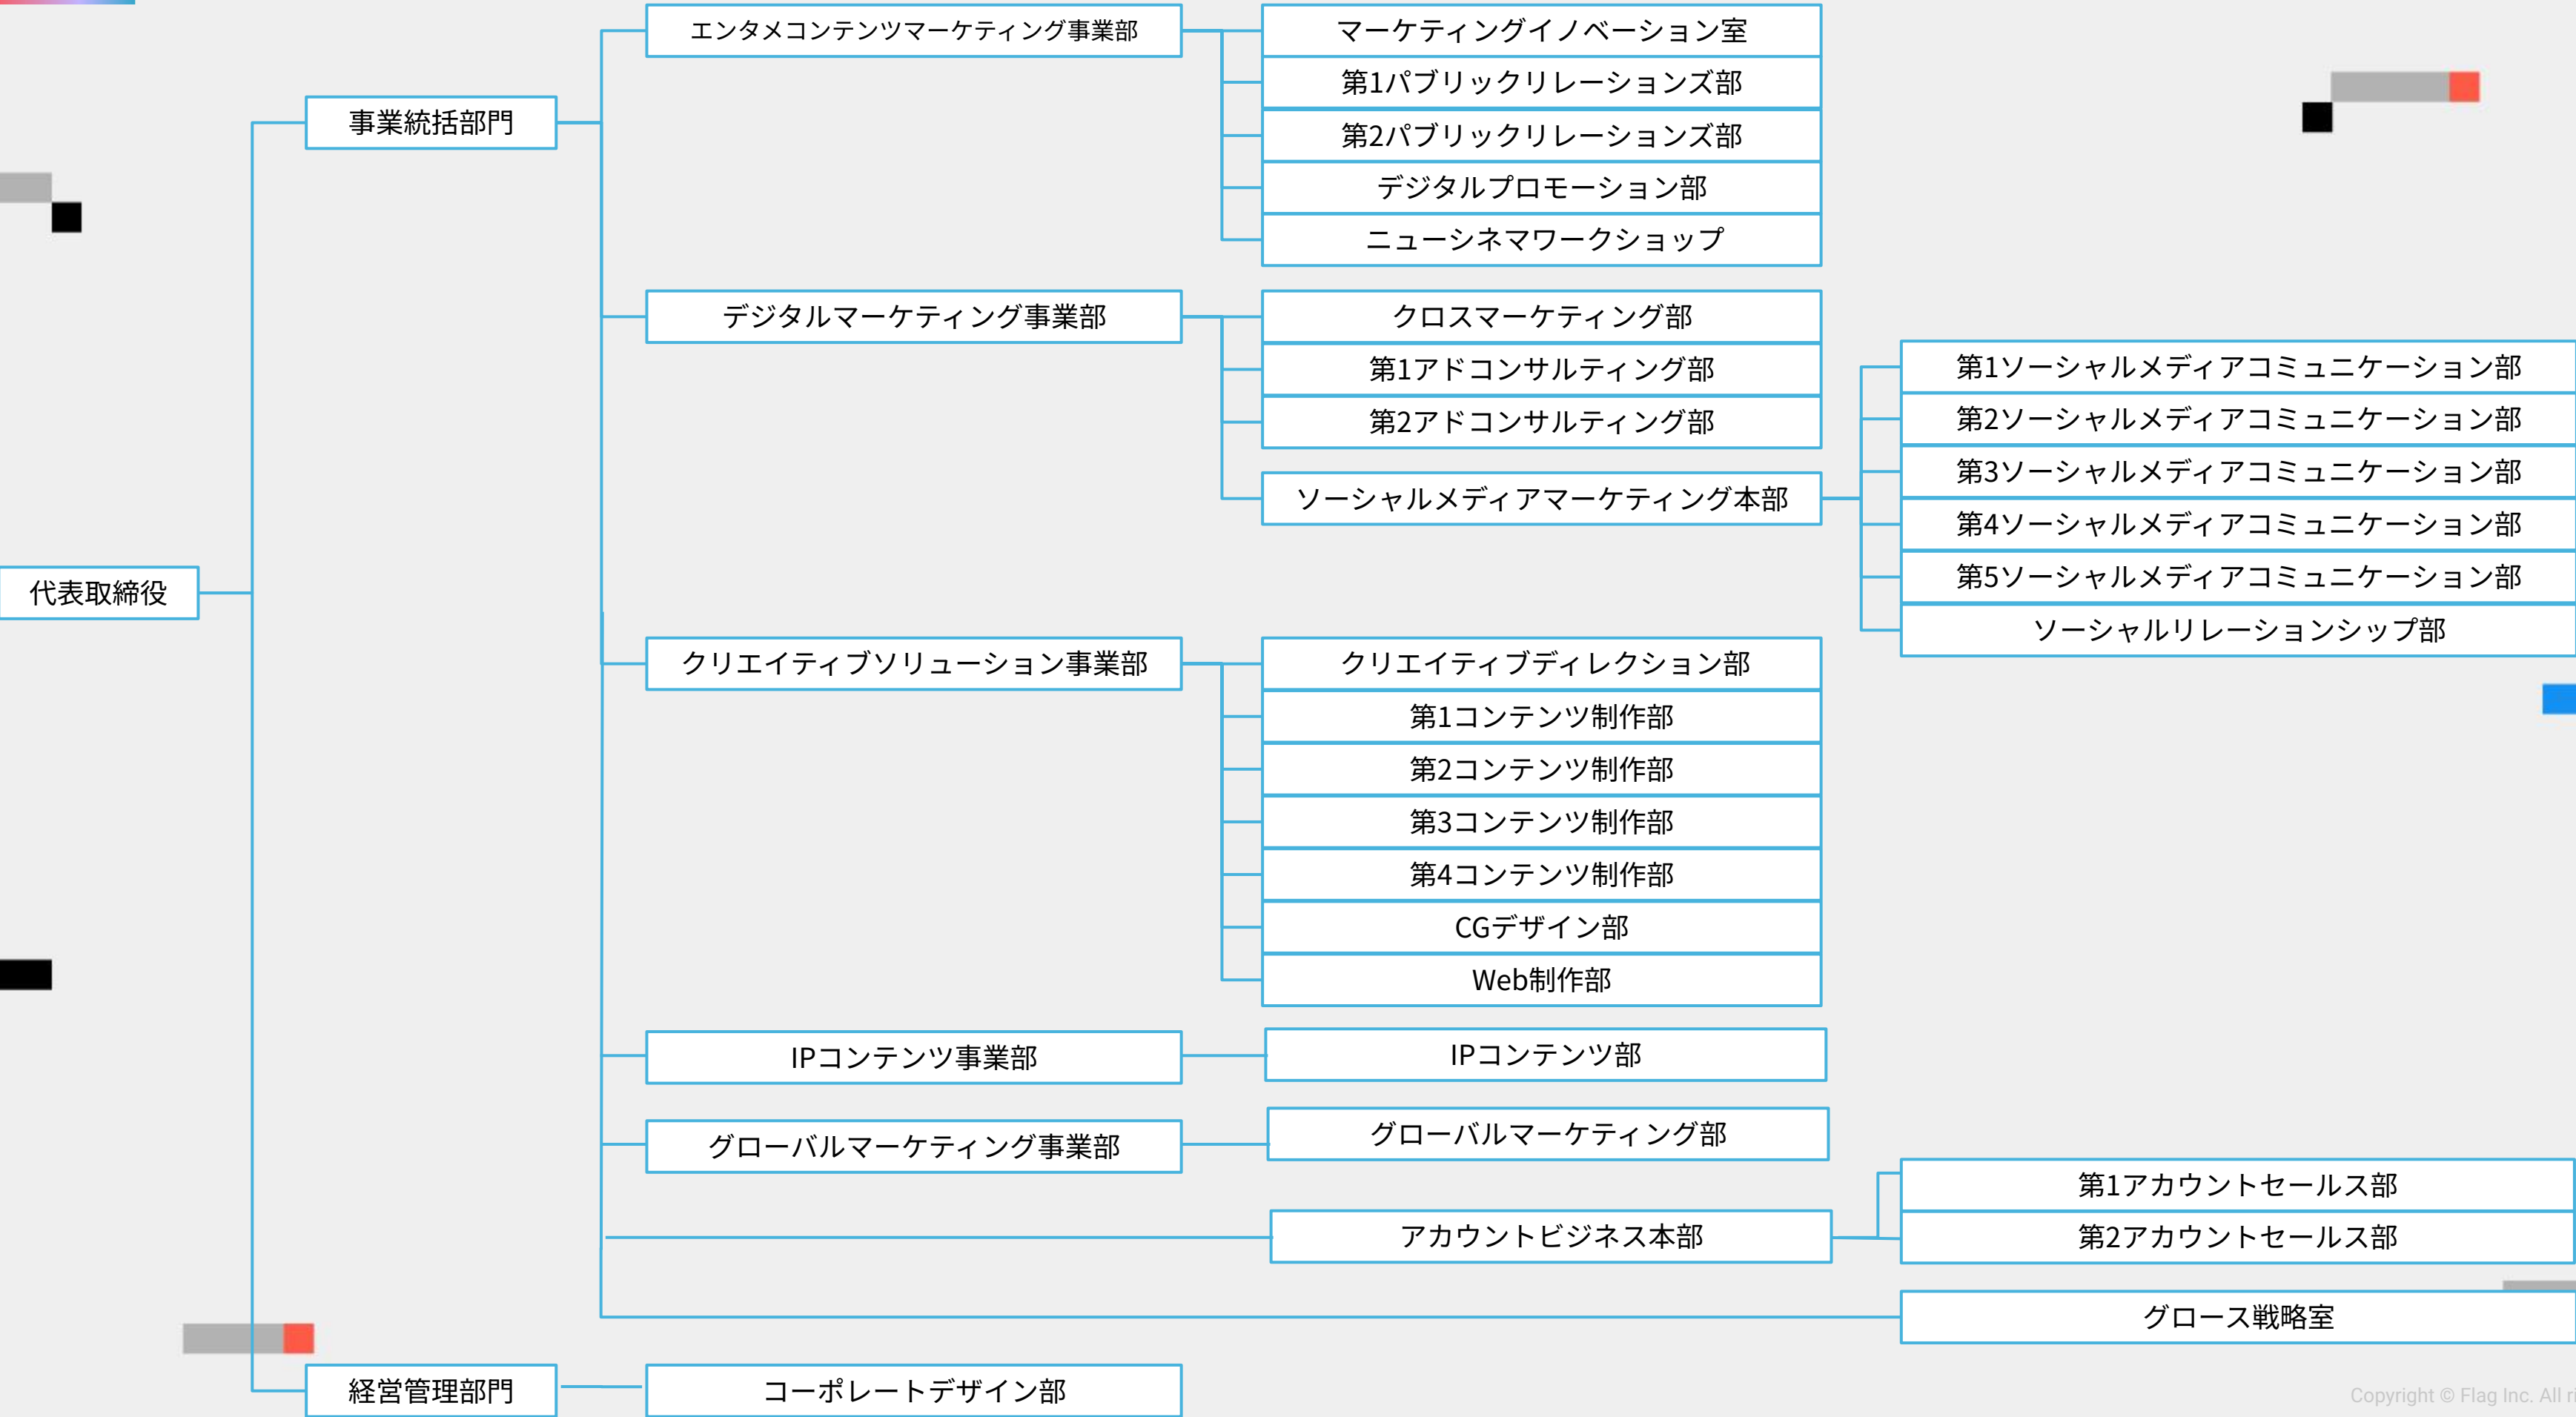 代表取締役
事業統括部門
エンタメコンテンツマーケティング事業部
マーケティングイノベーション室
第1パブリックリレーションズ部
第2パブリックリレーションズ部
デジタルプロモーション部
ニューシネマワークショップ
デジタルマーケティング事業部
クロスマーケティング部
第1アドコンサルティング部
第2アドコンサルティング部
ソーシャルメディアマーケティング本部
第1ソーシャルメディアコミュニケーション部
第2ソーシャルメディアコミュニケーション部
第3ソーシャルメディアコミュニケーション部
第4ソーシャルメディアコミュニケーション部
第5ソーシャルメディアコミュニケーション部
ソーシャルリレーションシップ部
クリエイティブソリューション事業部
クリエイティブディレクション部
第1コンテンツ制作部
第2コンテンツ制作部
第3コンテンツ制作部
第4コンテンツ制作部
CGデザイン部
Web制作部
IPコンテンツ事業部
IPコンテンツ部
グローバルマーケティング事業部
グローバルマーケティング部
アカウントビジネス本部
第1アカウントセールス部
第2アカウントセールス部
グロース戦略室
経営管理部門
コーポレートデザイン部
Copyright © Flag Inc. All